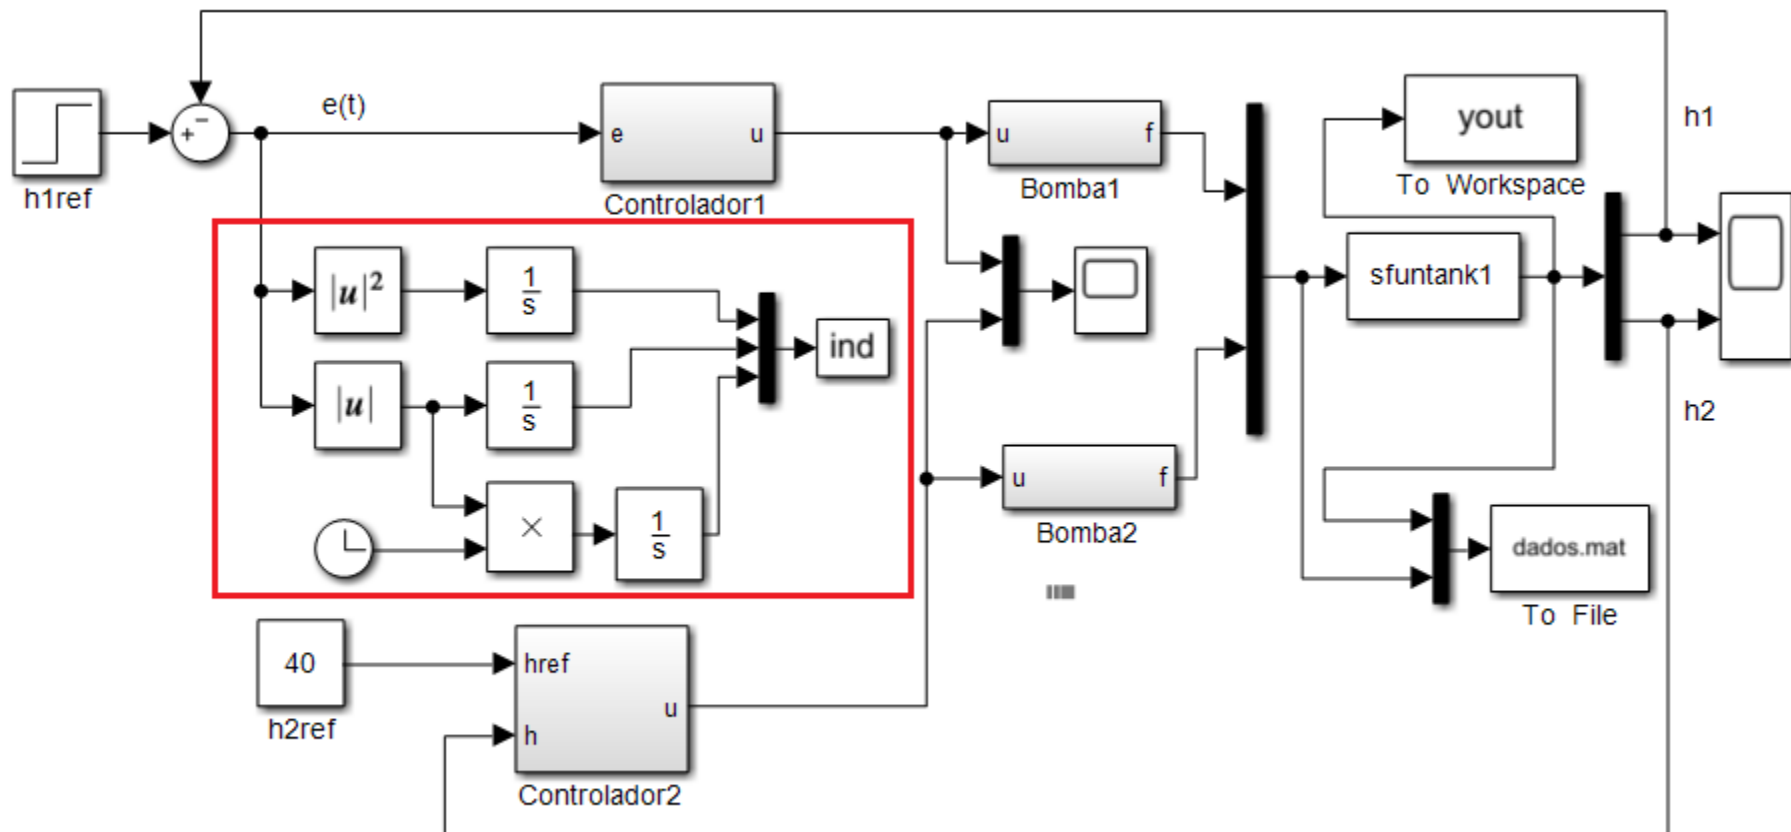 h1ref
+
−
e(t)
e
u
Controlador1
u
f
Bomba1
yout
To Workspace
h1
|u|²
1
s
ind
|u|
1
s
×
1
s
sfuntank1
h2
u
f
Bomba2
dados.mat
To File
40
h2ref
href
h
u
Controlador2